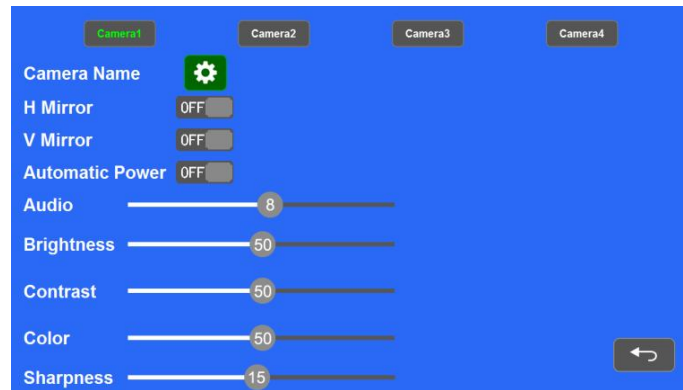 Camera1 Camera2 Camera3 Camera4
Camera Name
H Mirror OFF
V Mirror OFF
Automatic Power OFF
Audio 8
Brightness 50
Contrast 50
Color 50
Sharpness 15